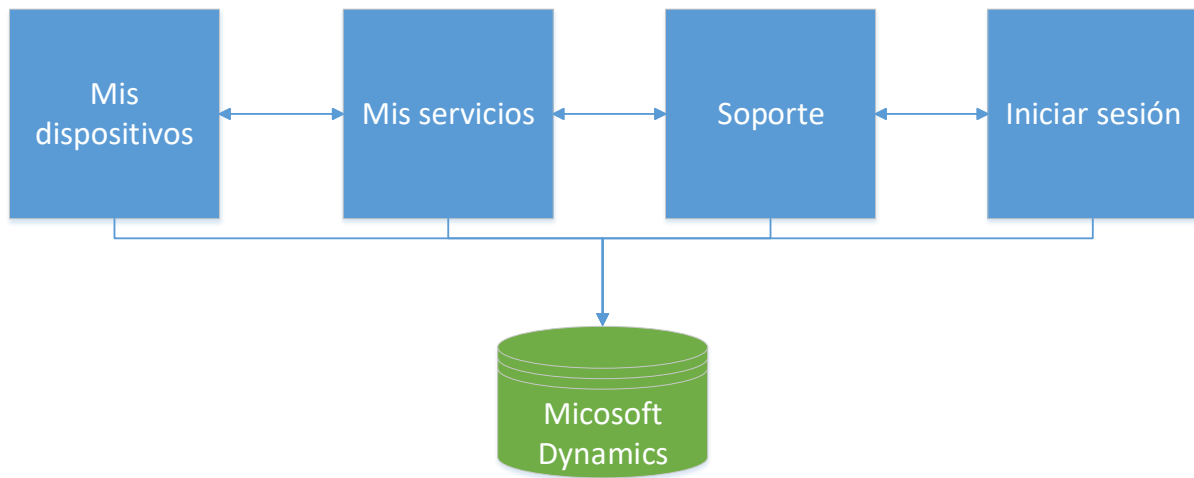 Mis
dispositivos
Mis servicios
Soporte
Iniciar sesión
Micosoft
Dynamics